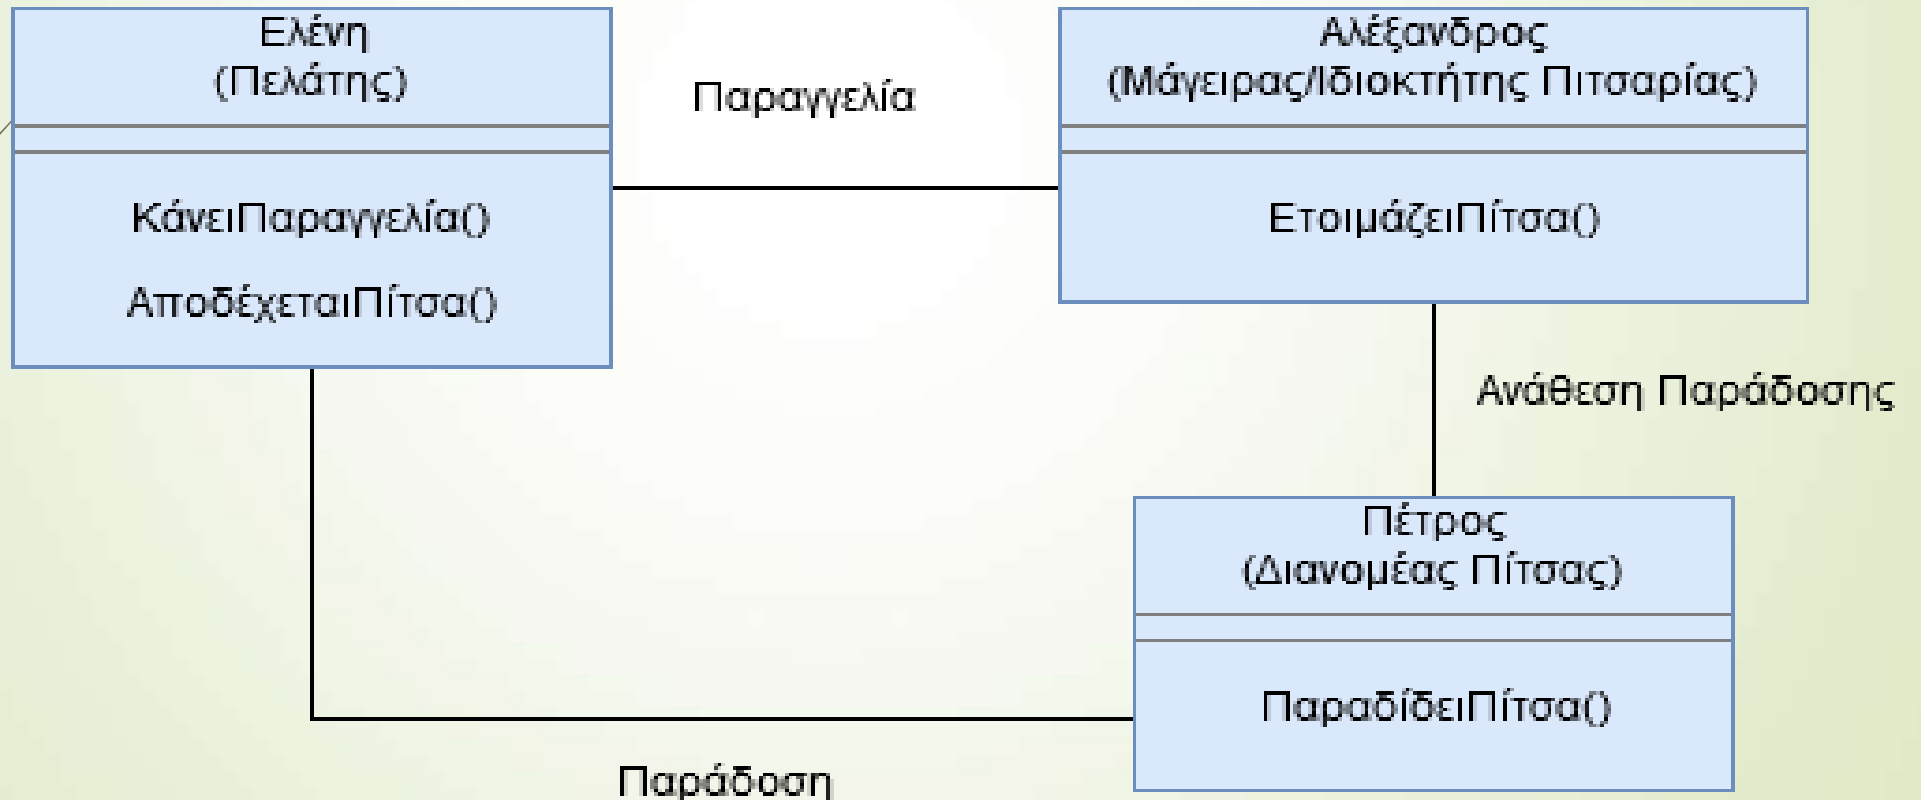 Ελένη
(Πελάτης)
ΚάνειΠαραγγελία()
ΑποδέχεταιΠίτσα()
Παραγγελία
Αλέξανδρος
(Μάγειρας/Ιδιοκτήτης Πιτσαρίας)
ΕτοιμάζειΠίτσα()
Ανάθεση Παράδοσης
Πέτρος
(Διανομέας Πίτσας)
ΠαραδίδειΠίτσα()
Παράδοση